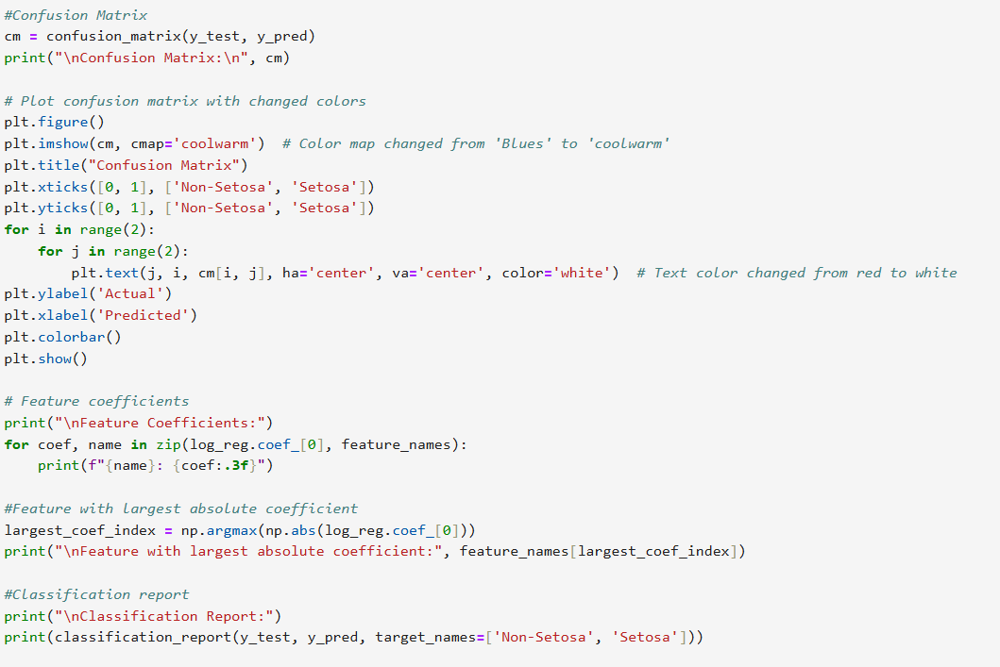 #Confusion Matrix
cm = confusion_matrix(y_test, y_pred)
print("\nConfusion Matrix:\n", cm)

# Plot confusion matrix with changed colors
plt.figure()
plt.imshow(cm, cmap='coolwarm')  # Color map changed from 'Blues' to 'coolwarm'
plt.title("Confusion Matrix")
plt.xticks([0, 1], ['Non-Setosa', 'Setosa'])
plt.yticks([0, 1], ['Non-Setosa', 'Setosa'])
for i in range(2):
    for j in range(2):
        plt.text(j, i, cm[i, j], ha='center', va='center', color='white')  # Text color changed from red to white
plt.ylabel('Actual')
plt.xlabel('Predicted')
plt.colorbar()
plt.show()

# Feature coefficients
print("\nFeature Coefficients:")
for coef, name in zip(log_reg.coef_[0], feature_names):
    print(f"{name}: {coef:.3f}")

#Feature with largest absolute coefficient
largest_coef_index = np.argmax(np.abs(log_reg.coef_[0]))
print("\nFeature with largest absolute coefficient:", feature_names[largest_coef_index])

#Classification report
print("\nClassification Report:")
print(classification_report(y_test, y_pred, target_names=['Non-Setosa', 'Setosa']))